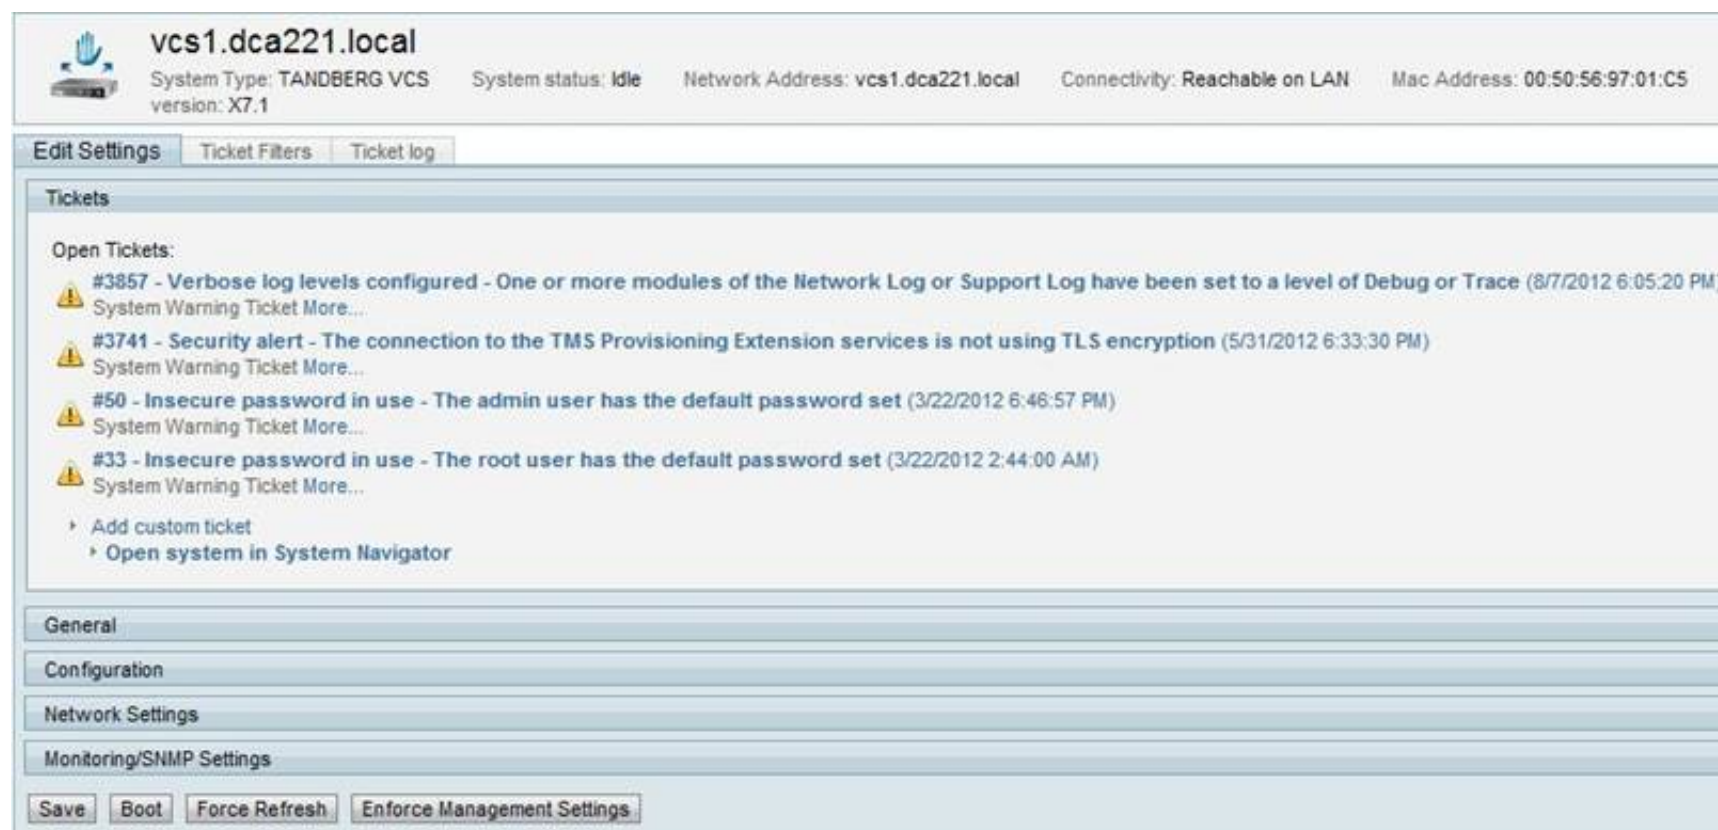 vcs1.dca221.local
System Type: TANDBERG VCS System status: Idle Network Address: vcs1.dca221.local Connectivity: Reachable on LAN Mac Address: 00:50:56:97:01:C5
version: X7.1
Edit Settings Ticket Filters Ticket log
Tickets
Open Tickets:
#3857 - Verbose log levels configured - One or more modules of the Network Log or Support Log have been set to a level of Debug or Trace (8/7/2012 6:05:20 PM)
System Warning Ticket More...
#3741 - Security alert - The connection to the TMS Provisioning Extension services is not using TLS encryption (5/31/2012 6:33:30 PM)
System Warning Ticket More...
#50 - Insecure password in use - The admin user has the default password set (3/22/2012 6:46:57 PM)
System Warning Ticket More...
#33 - Insecure password in use - The root user has the default password set (3/22/2012 2:44:00 AM)
System Warning Ticket More...
Add custom ticket
Open system in System Navigator
General
Configuration
Network Settings
Monitoring/SNMP Settings
Save Boot Force Refresh Enforce Management Settings